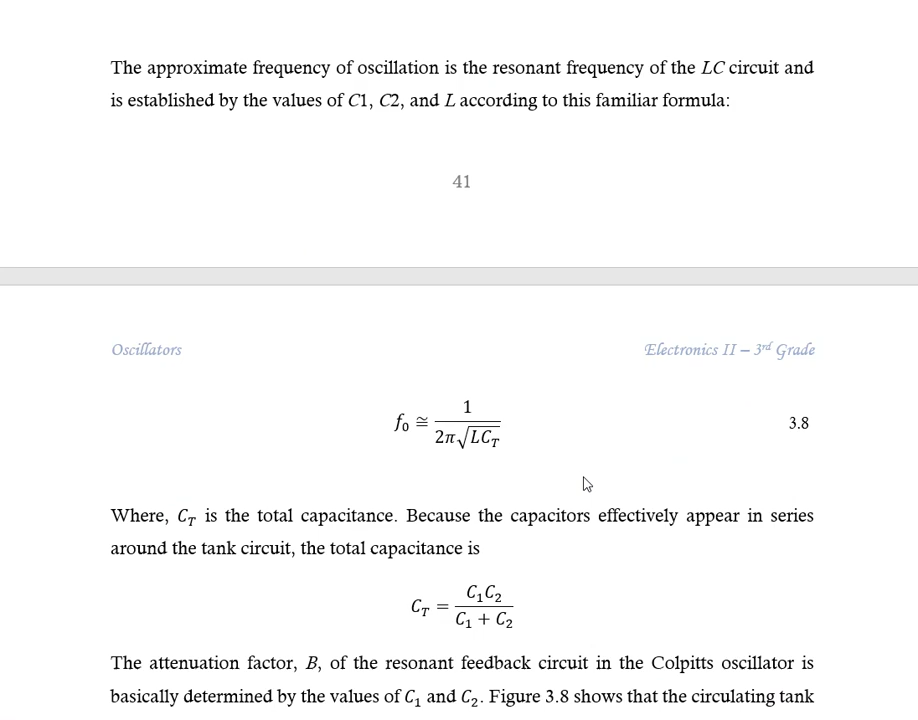 The approximate frequency of oscillation is the resonant frequency of the LC circuit and
is established by the values of C1, C2, and L according to this familiar formula:
41
Oscillators Electronics II – 3rd Grade
f₀ ≅ 1 / 2π√LC_T 3.8
Where, C_T is the total capacitance. Because the capacitors effectively appear in series
around the tank circuit, the total capacitance is
C_T = C₁C₂ / C₁ + C₂
The attenuation factor, B, of the resonant feedback circuit in the Colpitts oscillator is
basically determined by the values of C₁ and C₂. Figure 3.8 shows that the circulating tank